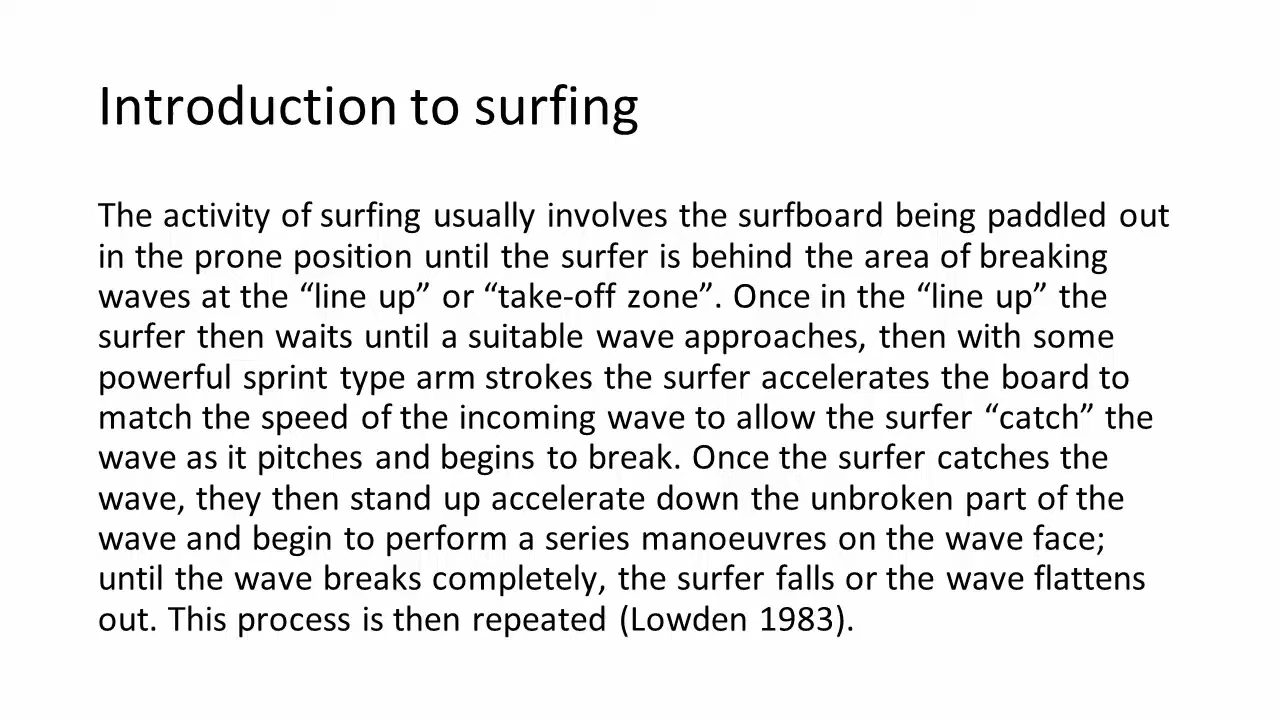 Introduction to surfing
The activity of surfing usually involves the surfboard being paddled out
in the prone position until the surfer is behind the area of breaking
waves at the “line up” or “take-off zone”. Once in the “line up” the
surfer then waits until a suitable wave approaches, then with some
powerful sprint type arm strokes the surfer accelerates the board to
match the speed of the incoming wave to allow the surfer “catch” the
wave as it pitches and begins to break. Once the surfer catches the
wave, they then stand up accelerate down the unbroken part of the
wave and begin to perform a series manoeuvres on the wave face;
until the wave breaks completely, the surfer falls or the wave flattens
out. This process is then repeated (Lowden 1983).